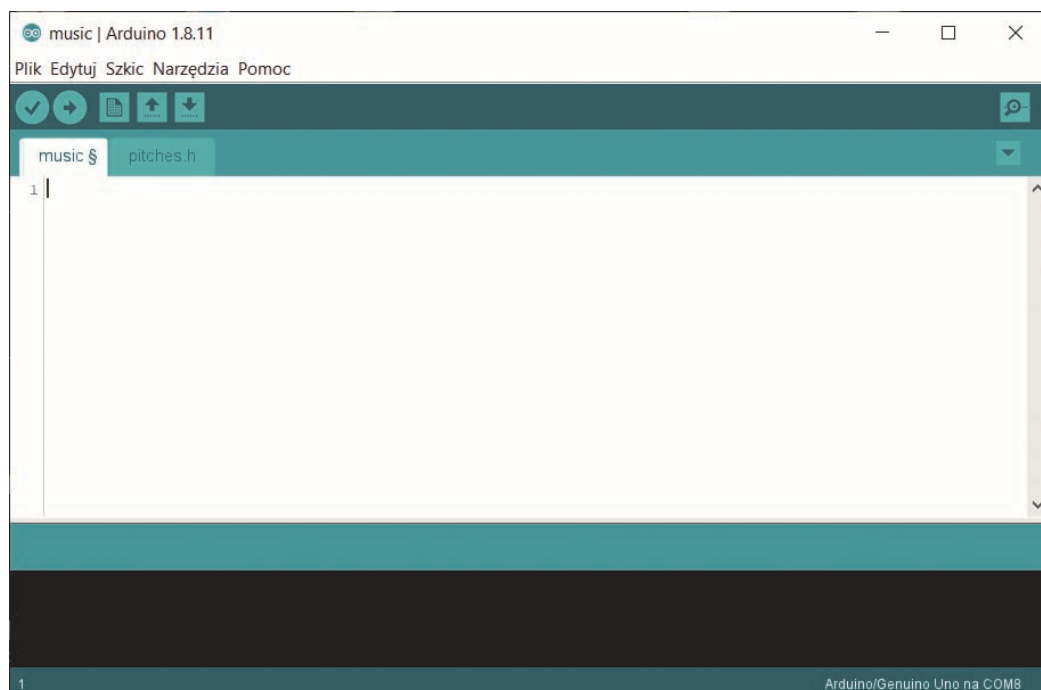 music | Arduino 1.8.11
Plik Edytuj Szkic Narzędzia Pomoc
music § pitches.h
1
1 Arduino/Genuino Uno na COM8